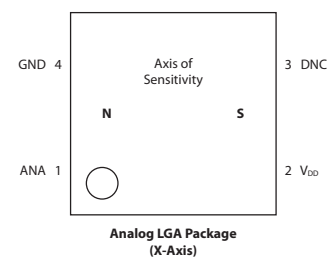 GND 4
Axis of
Sensitivity
3 DNC
N
S
ANA 1
2 VDD
Analog LGA Package
(X-Axis)